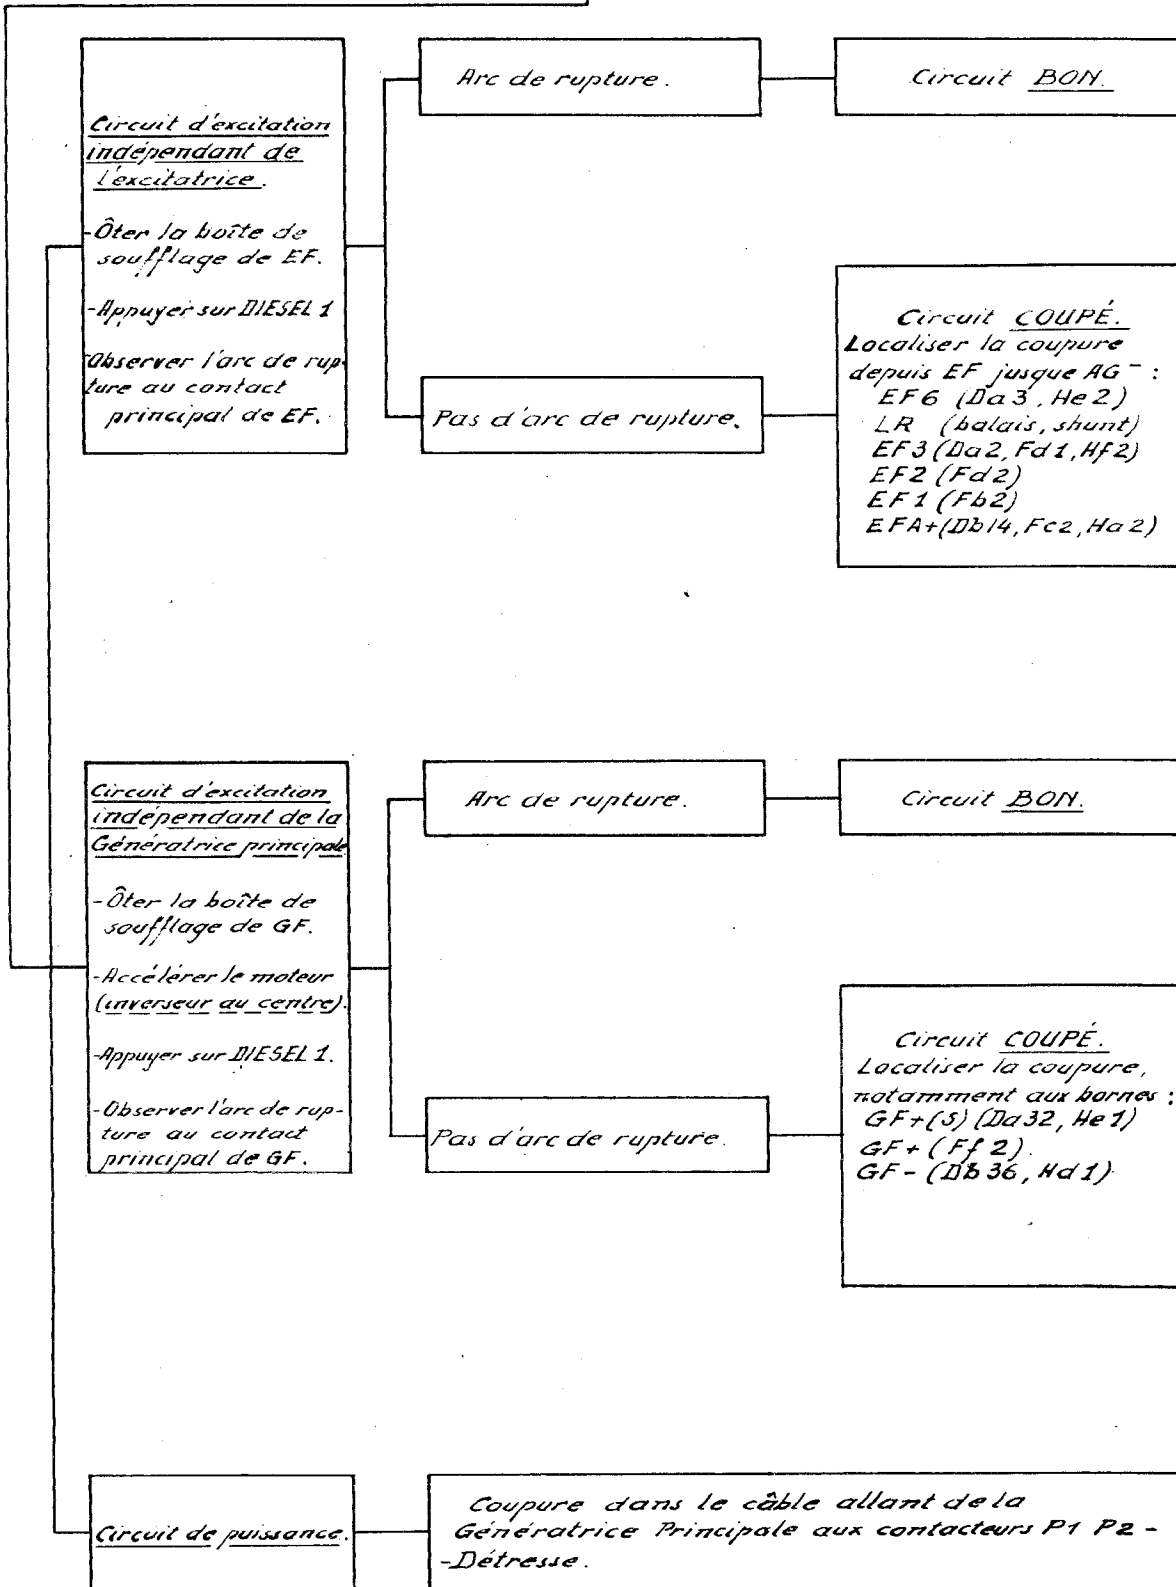 Circuit d'excitation
indépendant de
l'excitatrice.
-Ôter la boîte de
soufflage de EF.
-Appuyer sur DIESEL 1
Observer l'arc de rup-
ture au contact
principal de EF.
Arc de rupture.
Circuit BON.
Pas d'arc de rupture.
Circuit COUPÉ.
Localiser la coupure
depuis EF jusque AG- :
EF6 (Da3, He2)
LR (balais, shunt)
EF3 (Da2, Fd1, Hf2)
EF2 (Fd2)
EF1 (Fb2)
EFA+(Db14, Fc2, Ha2)
Circuit d'excitation
indépendant de la
Génératrice principale
-Ôter la boîte de
soufflage de GF.
-Accélérer le moteur
(inverseur au centre).
-Appuyer sur DIESEL 1.
-Observer l'arc de rup-
ture au contact
principal de GF.
Arc de rupture.
Circuit BON.
Pas d'arc de rupture.
Circuit COUPÉ.
Localiser la coupure,
notamment aux bornes :
GF+(S) (Da32, He1)
GF+ (Ff2).
GF- (Db36, Hd1)
Circuit de puissance.
Coupure dans le câble allant de la
Génératrice Principale aux contacteurs P1 P2 -
-Détresse.